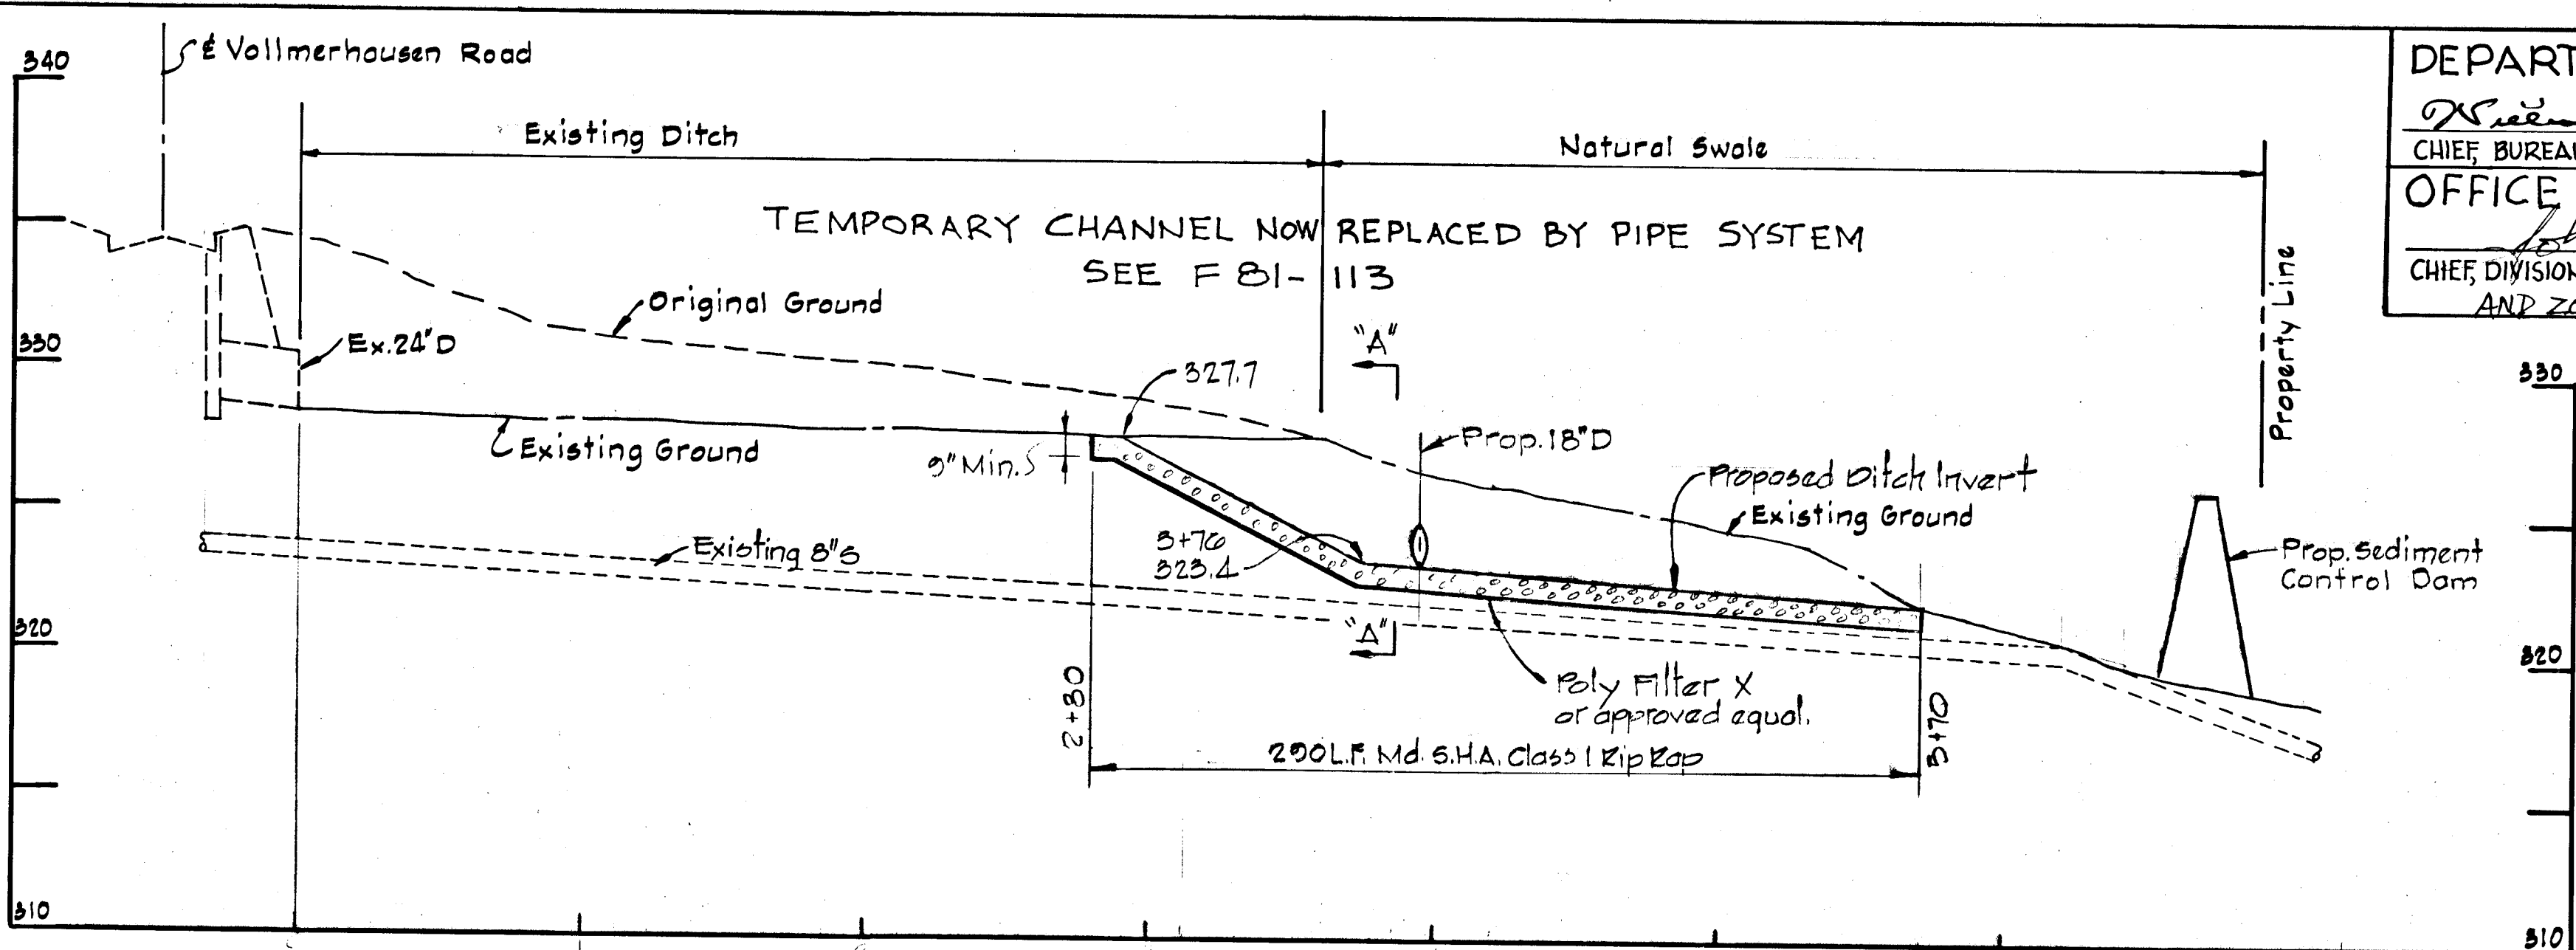 340
℄ Vollmerhausen Road
DEPART
CHIEF, BUREAU
OFFICE
CHIEF, DIVISION
AND ZO
Existing Ditch
Natural Swale
TEMPORARY CHANNEL NOW REPLACED BY PIPE SYSTEM
SEE F 81-113
Original Ground
Property Line
"A"
330
Ex. 24"D
327.7
330
Existing Ground
9" Min.
Prop. 18"D
Proposed Ditch Invert
Existing Ground
Existing 8"S
3+76
323.4
Prop. Sediment
Control Dam
320
"A"
320
2+80
Poly Filter X
or approved equal.
290 L.F. Md. S.H.A. Class I Rip Rap
5+70
310
310